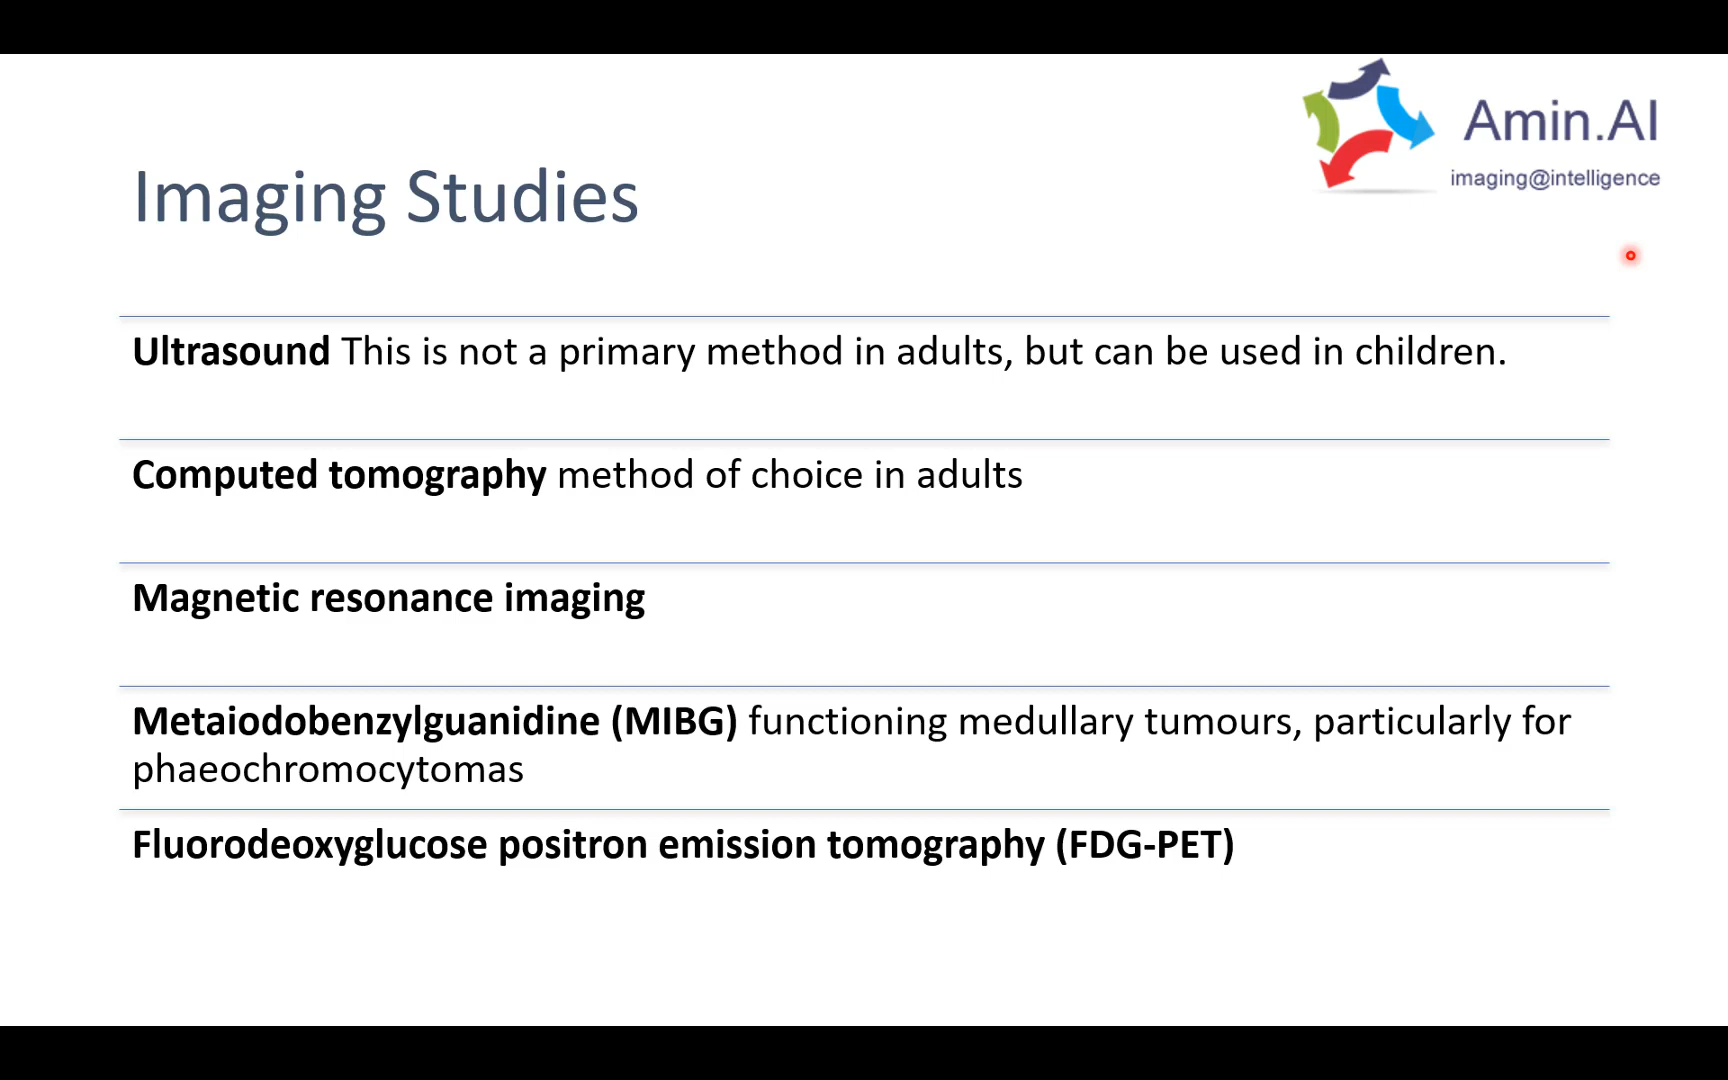 Amin.AI
imaging@intelligence
Imaging Studies
Ultrasound This is not a primary method in adults, but can be used in children.
Computed tomography method of choice in adults
Magnetic resonance imaging
Metaiodobenzylguanidine (MIBG) functioning medullary tumours, particularly for
phaeochromocytomas
Fluorodeoxyglucose positron emission tomography (FDG-PET)